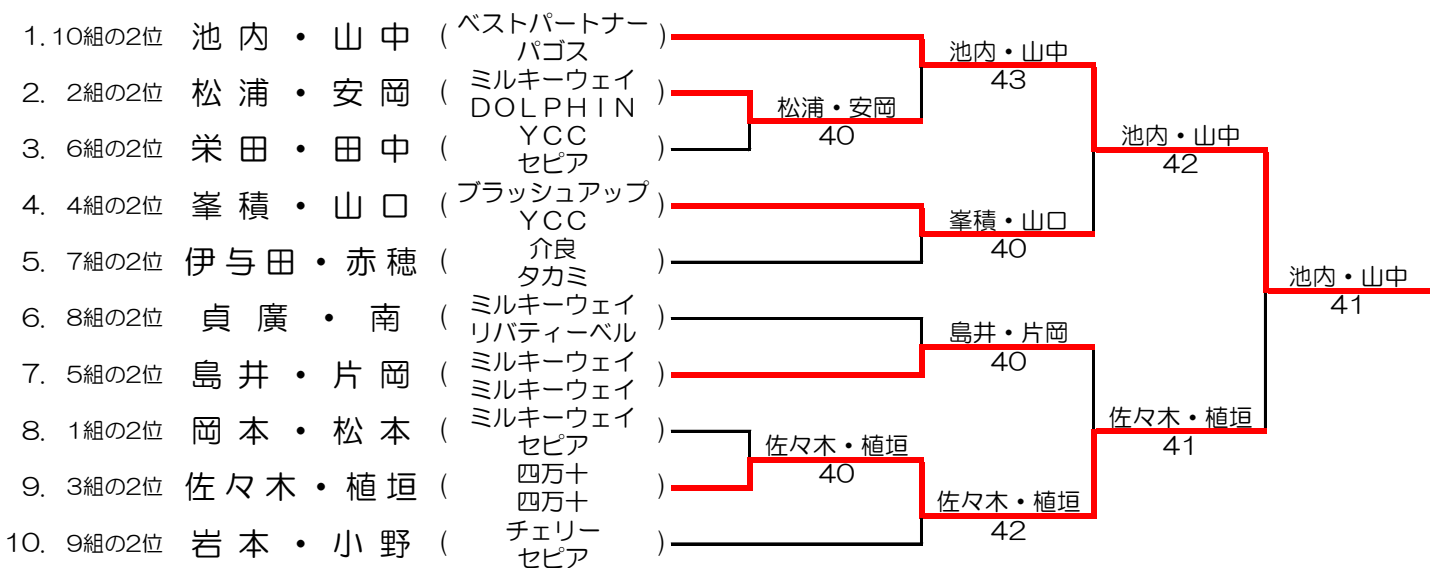 1. 10組の2位 池内・山中 (ベストパートナー パゴス)
2. 2組の2位 松浦・安岡 (ミルキーウェイ DOLPHIN)
3. 6組の2位 栄田・田中 (YCC セピア)
4. 4組の2位 峯積・山口 (ブラッシュアップ YCC)
5. 7組の2位 伊与田・赤穂 (介良 タカミ)
6. 8組の2位 貞廣・南 (ミルキーウェイ リバティーベル)
7. 5組の2位 島井・片岡 (ミルキーウェイ ミルキーウェイ)
8. 1組の2位 岡本・松本 (ミルキーウェイ セピア)
9. 3組の2位 佐々木・植垣 (四万十 四万十)
10. 9組の2位 岩本・小野 (チェリー セピア)
松浦・安岡
40
佐々木・植垣
40
池内・山中
43
峯積・山口
40
島井・片岡
40
佐々木・植垣
42
池内・山中
42
佐々木・植垣
41
池内・山中
41